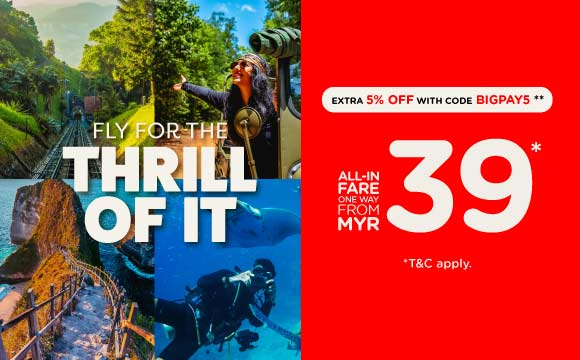 FLY FOR THE
THRILL
OF IT
EXTRA 5% OFF WITH CODE BIGPAY5 **
ALL-IN
FARE
ONE WAY
FROM
MYR
39*
*T&C apply.